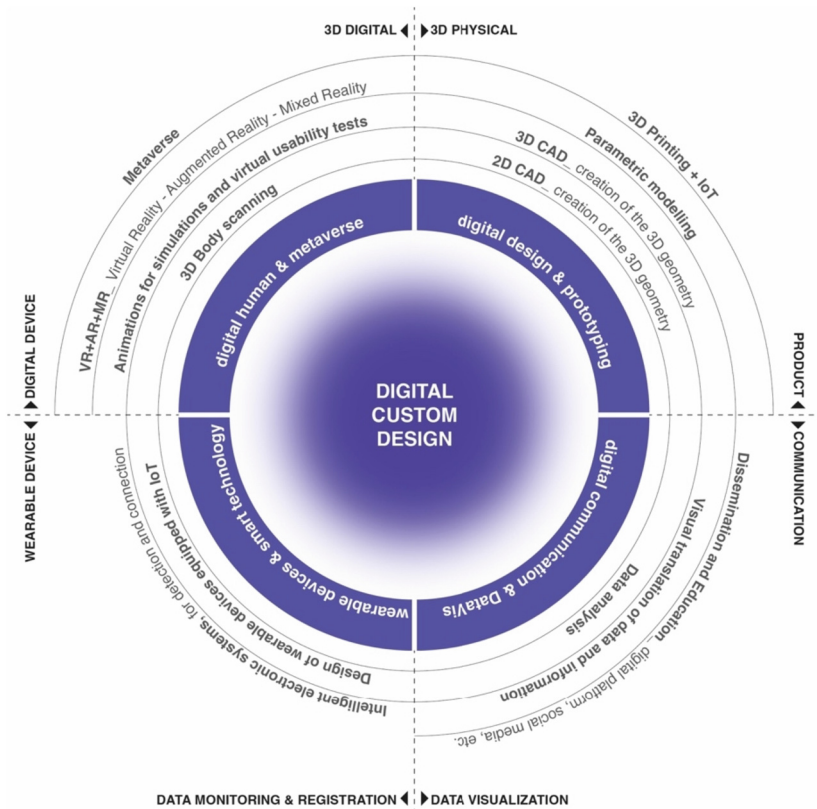 3D DIGITAL
3D PHYSICAL
Metaverse
VR+AR+MR_ Virtual Reality - Augmented Reality - Mixed Reality
Animations for simulations and virtual usability tests
3D Body scanning
digital human & metaverse
3D Printing + IoT
Parametric modelling
3D CAD_ creation of the 3D geometry
2D CAD_ creation of the 3D geometry
digital design & prototyping
DIGITAL DEVICE
WEARABLE DEVICE
PRODUCT
COMMUNICATION
DIGITAL
CUSTOM
DESIGN
wearable devices & smart technology
Design of wearable devices equipped with IoT
Intelligent electronic systems, for detection and connection
digital communication & DataVis
Data analysis
Visual translation of data and information
Dissemination and Education_ digital platform, social media, etc.
DATA MONITORING & REGISTRATION
DATA VISUALIZATION